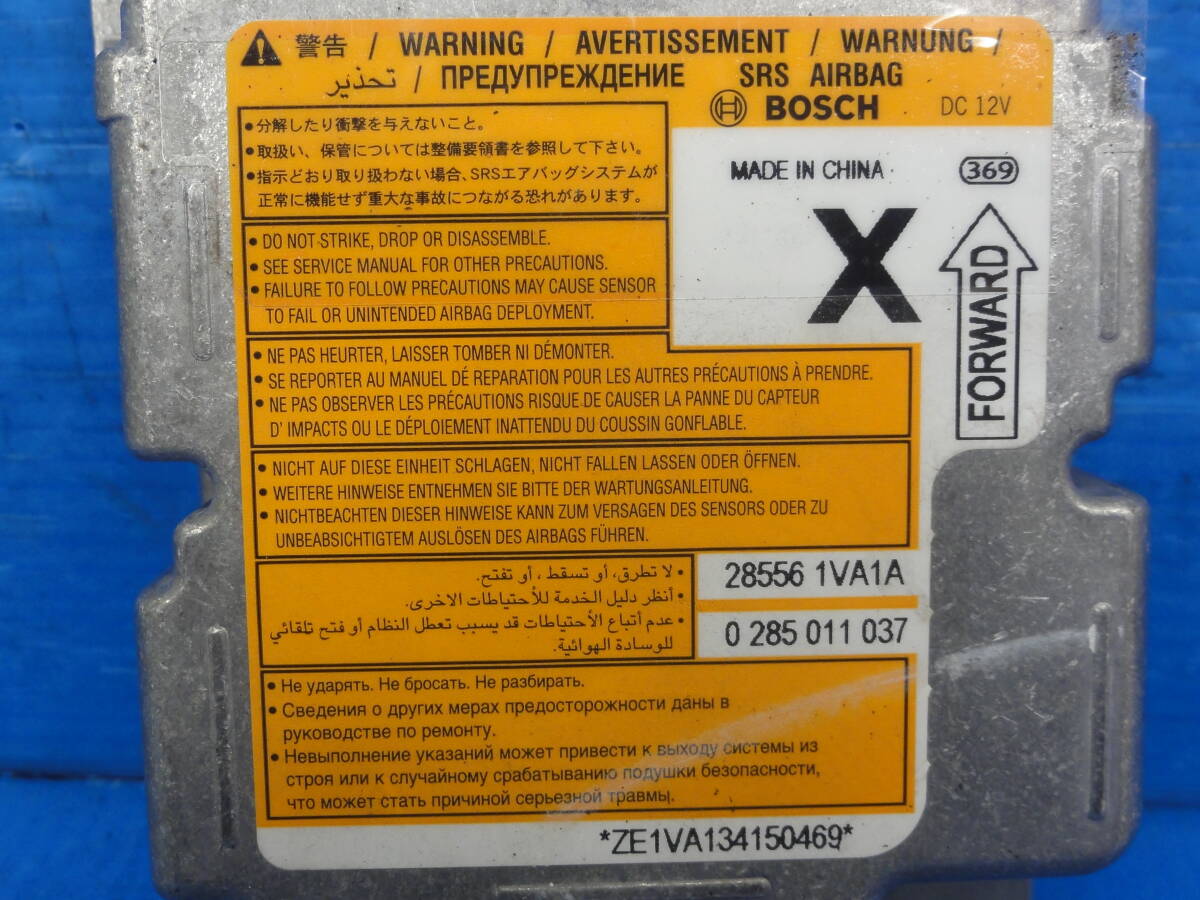 警告 / WARNING / AVERTISSEMENT / WARNUNG /
تحذير / ПРЕДУПРЕЖДЕНИЕ SRS AIRBAG
BOSCH DC 12V
•分解したり衝撃を与えないこと。
•取扱い、保管については整備要領書を参照して下さい。
•指示どおり取り扱わない場合、SRSエアバッグシステムが
正常に機能せず重大な事故につながる恐れがあります。
MADE IN CHINA
369
X
FORWARD
• DO NOT STRIKE, DROP OR DISASSEMBLE.
• SEE SERVICE MANUAL FOR OTHER PRECAUTIONS.
• FAILURE TO FOLLOW PRECAUTIONS MAY CAUSE SENSOR
TO FAIL OR UNINTENDED AIRBAG DEPLOYMENT.
• NE PAS HEURTER, LAISSER TOMBER NI DÉMONTER.
• SE REPORTER AU MANUEL DÉ REPARATION POUR LES AUTRES PRÉCAUTIONS À PRENDRE.
• NE PAS OBSERVER LES PRÉCAUTIONS RISQUE DE CAUSER LA PANNE DU CAPTEUR
D' IMPACTS OU LE DÉPLOIEMENT INATTENDU DU COUSSIN GONFLABLE.
• NICHT AUF DIESE EINHEIT SCHLAGEN, NICHT FALLEN LASSEN ODER ÖFFNEN.
• WEITERE HINWEISE ENTNEHMEN SIE BITTE DER WARTUNGSANLEITUNG.
• NICHTBEACHTEN DIESER HINWEISE KANN ZUM VERSAGEN DES SENSORS ODER ZU
UNBEABSICHTIGTEM AUSLÖSEN DES AIRBAGS FÜHREN.
• لا تطرق، أو تسقط ، أو تفتح.
• أنظر دليل الخدمة للأحتياطات الاخرى.
• عدم أتباع الأحتياطات قد يسبب تعطل النظام أو فتح تلقائي
للوسادة الهوائية.
28556 1VA1A
0 285 011 037
• Не ударять. Не бросать. Не разбирать.
• Сведения о других мерах предосторожности даны в
руководстве по ремонту.
• Невыполнение указаний может привести к выходу системы из
строя или к случайному срабатыванию подушки безопасности,
что может стать причиной серьезной травмы.
*ZE1VA134150469*